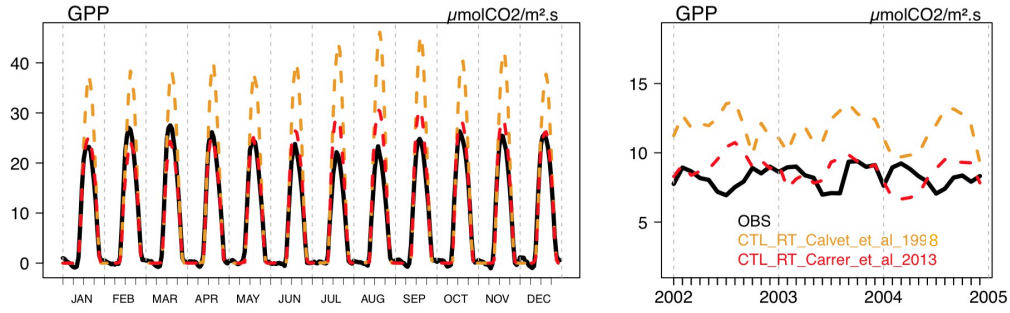 GPP
µmolCO2/m².s
40
30
20
10
0
JAN FEB MAR APR MAY JUN JUL AUG SEP OCT NOV DEC
GPP
µmolCO2/m².s
15
10
5
OBS
CTL_RT_Calvet_et_al_1998
CTL_RT_Carrer_et_al_2013
2002 2003 2004 2005